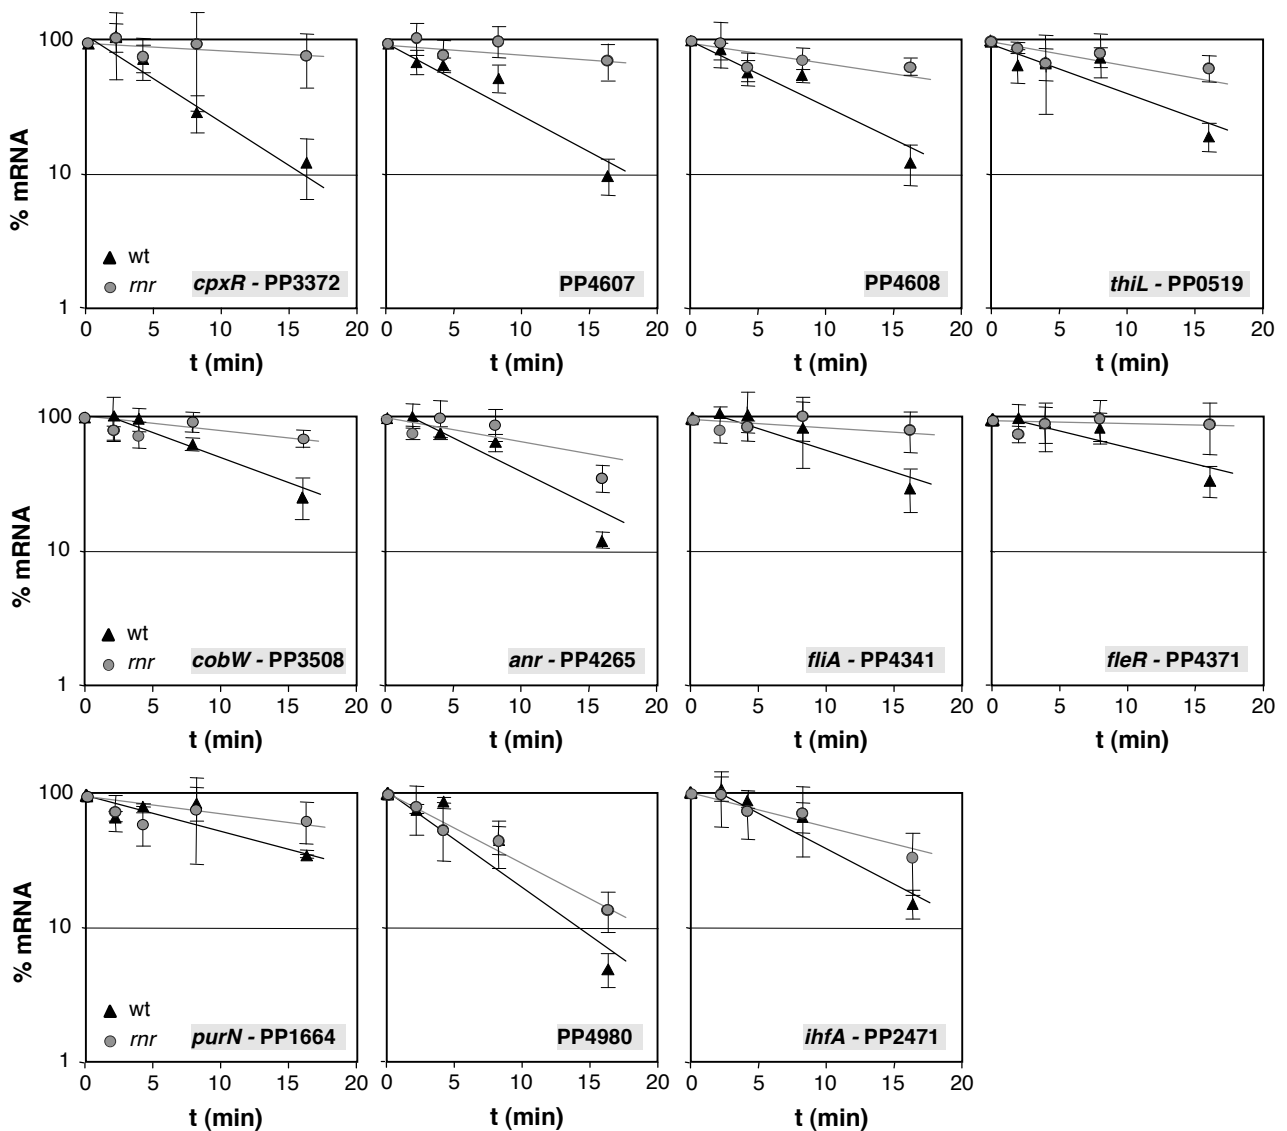 % mRNA
100
10
1
wt
rnr
cpxR - PP3372
PP4607
PP4608
thiL - PP0519
0 5 10 15 20
0 5 10 15 20
0 5 10 15 20
0 5 10 15 20
t (min)
t (min)
t (min)
t (min)
% mRNA
100
10
1
wt
rnr
cobW - PP3508
anr - PP4265
fliA - PP4341
fleR - PP4371
0 5 10 15 20
0 5 10 15 20
0 5 10 15 20
0 5 10 15 20
t (min)
t (min)
t (min)
t (min)
% mRNA
100
10
1
wt
rnr
purN - PP1664
PP4980
ihfA - PP2471
0 5 10 15 20
0 5 10 15 20
0 5 10 15 20
t (min)
t (min)
t (min)